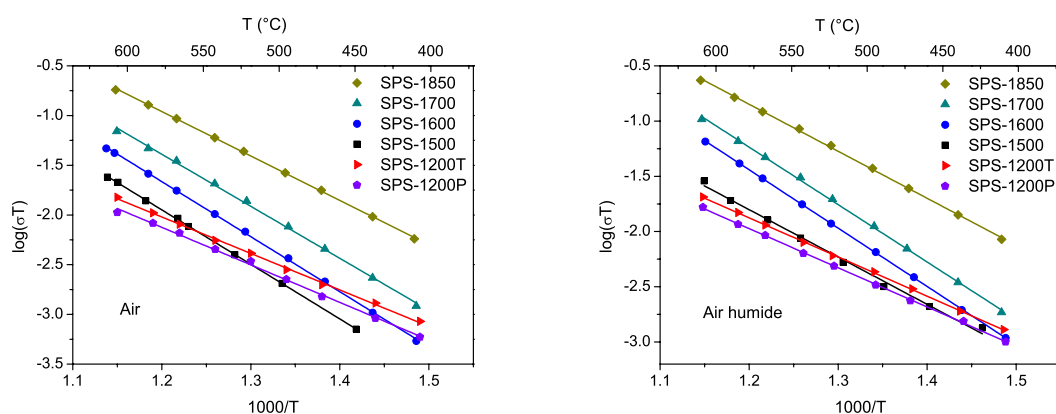 T (°C)
600 550 500 450 400
-0.5
-1.0
-1.5
-2.0
-2.5
-3.0
-3.5
log(σT)
SPS-1850
SPS-1700
SPS-1600
SPS-1500
SPS-1200T
SPS-1200P
Air
1.1 1.2 1.3 1.4 1.5
1000/T
T (°C)
600 550 500 450 400
-0.5
-1.0
-1.5
-2.0
-2.5
-3.0
log(σT)
SPS-1850
SPS-1700
SPS-1600
SPS-1500
SPS-1200T
SPS-1200P
Air humide
1.1 1.2 1.3 1.4 1.5
1000/T